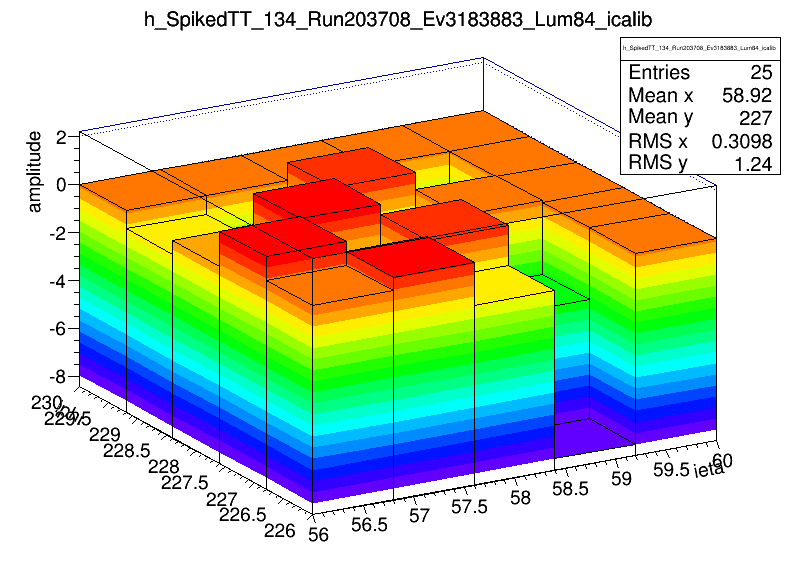 h_SpikedTT_134_Run203708_Ev3183883_Lum84_icalib
h_SpikedTT_134_Run203708_Ev3183883_Lum84_icalib
Entries 25
Mean x 58.92
Mean y 227
RMS x 0.3098
RMS y 1.24
amplitude
2
0
-2
-4
-6
-8
230
229.5
229
228.5
228
227.5
227
226.5
226
56
56.5
57
57.5
58
58.5
59
59.5
60
ieta